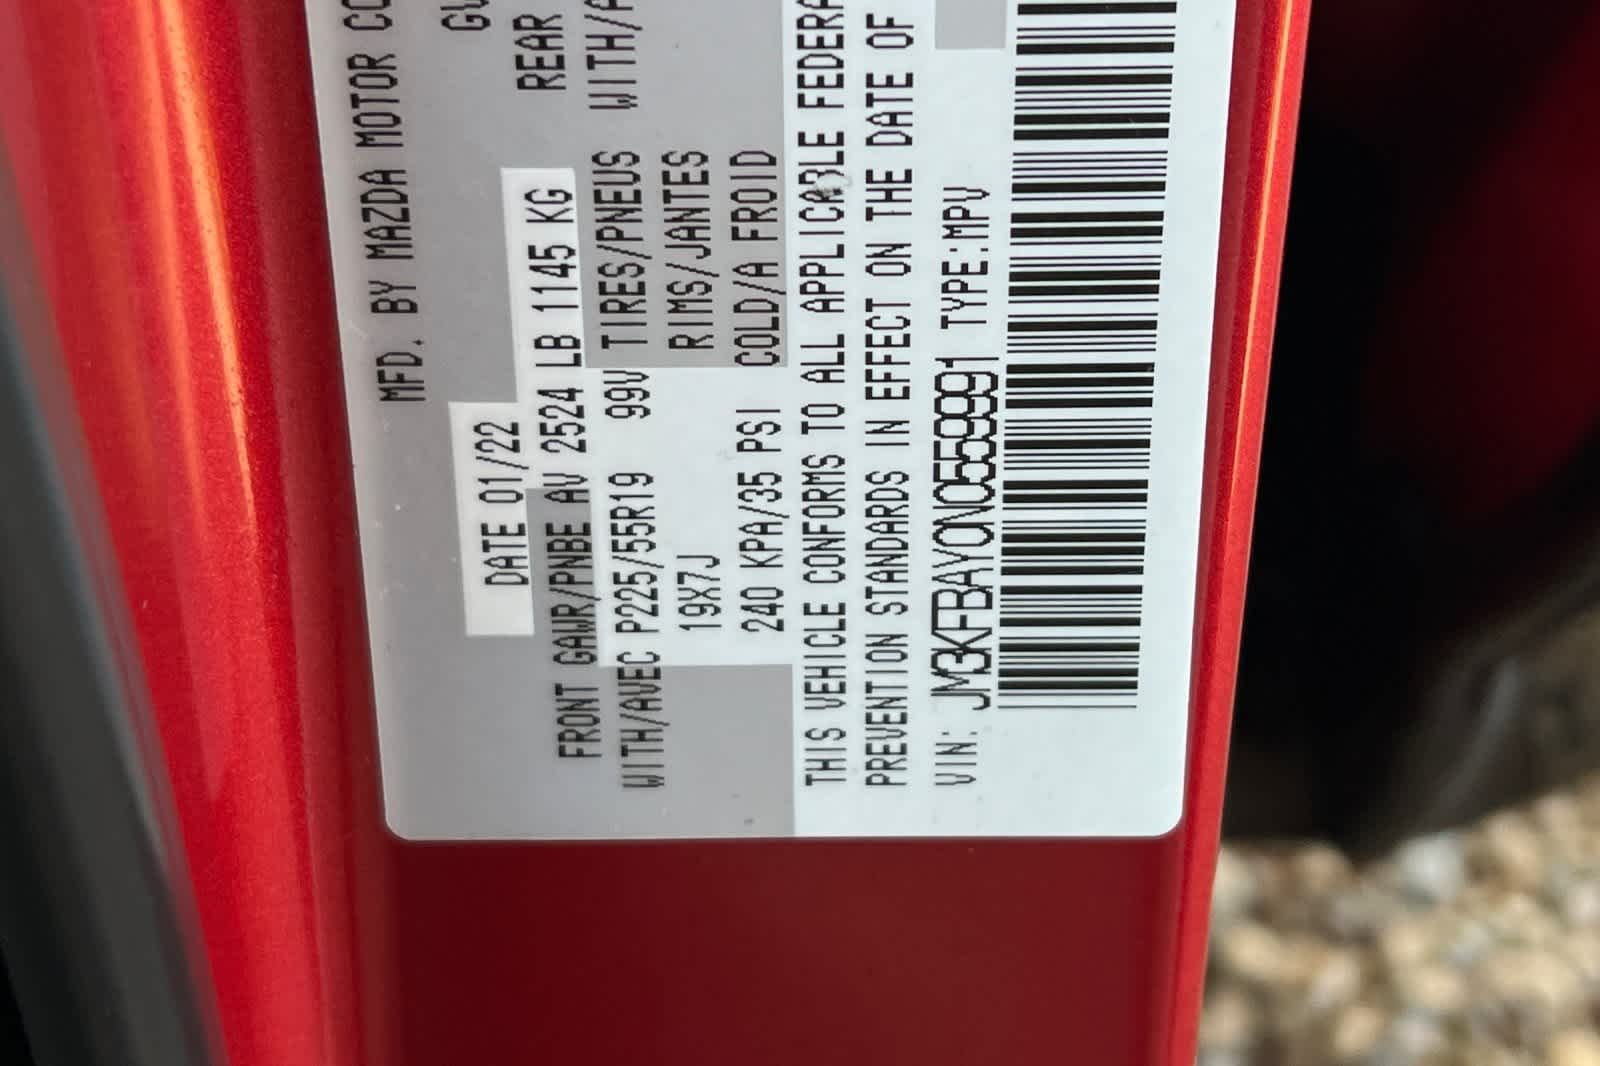 MFD. BY MAZDA MOTOR CO
DATE 01/22
FRONT GAWR/PNBE AV 2524 LB 1145 KG REAR
WITH/AVEC P225/55R19 99V TIRES/PNEUS WITH/A
19X7J RIMS/JANTES
240 KPA/35 PSI COLD/A FROID
THIS VEHICLE CONFORMS TO ALL APPLICABLE FEDERA
PREVENTION STANDARDS IN EFFECT ON THE DATE OF
VIN: JM3KFBAY0N0559991 TYPE:MPV